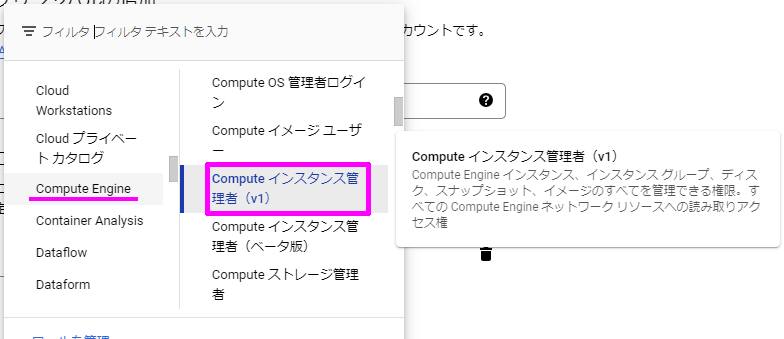 フィルタ フィルタ テキストを入力
カウントです。
Cloud
Workstations
Cloud プライベー
ト カタログ
Compute Engine
Container Analysis
Dataflow
Dataform
Compute OS 管理者ログイ
ン
Compute イメージ ユーザ
ー
Compute インスタンス管
理者（v1）
Compute インスタンス管
理者（ベータ版）
Compute ストレージ管理
者
Compute インスタンス管理者（v1）
Compute Engine インスタンス、インスタンス グループ、ディス
ク、スナップショット、イメージのすべてを管理できる権限。す
べての Compute Engine ネットワーク リソースへの読み取りアク
セス権